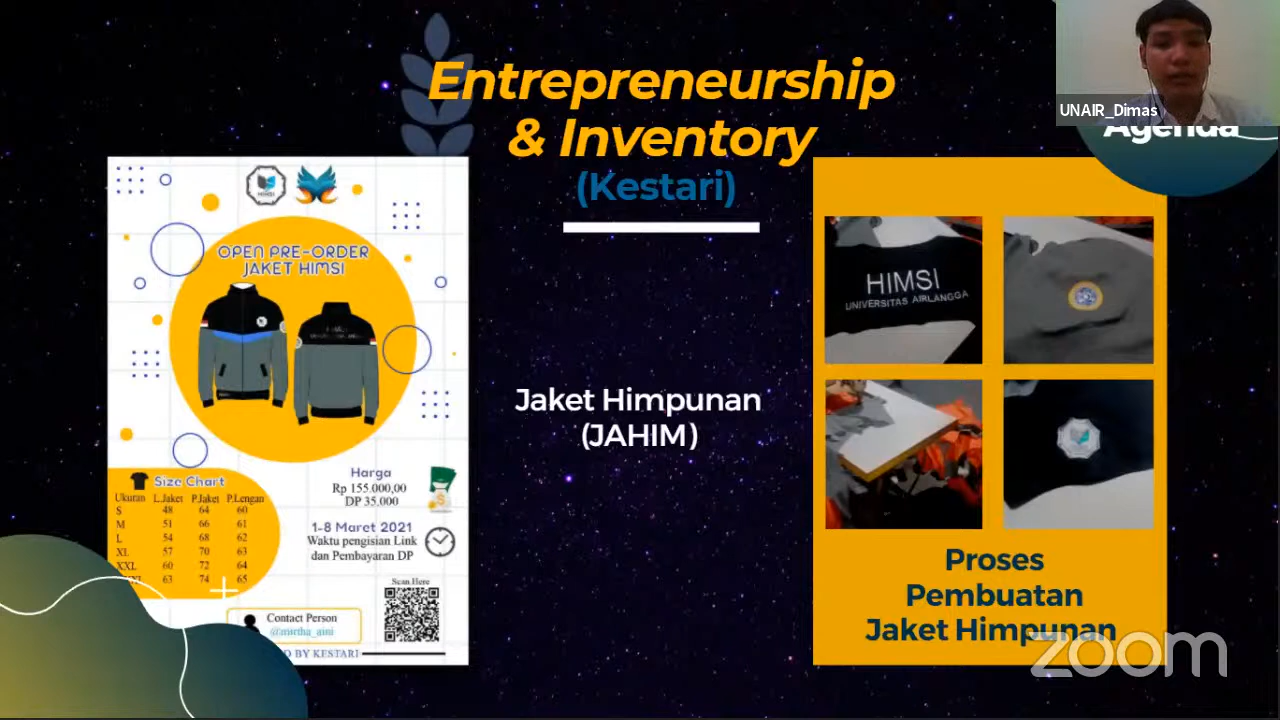 Entrepreneurship
& Inventory
(Kestari)
UNAIR_Dimas
Agenda
HIMSI
OPEN PRE-ORDER
JAKET HIMSI
Size Chart
Ukuran L.Jaket P.Jaket P.Lengan
S 48 64 60
M 51 66 61
L 54 68 62
XL 57 70 63
XXL 60 72 64
63 74 65
Harga
Rp 155.000,00
DP 35.000
1-8 Maret 2021
Waktu pengisian Link
dan Pembayaran DP
Scan Here
Contact Person
@mirtha_aini
BY KESTARI
Jaket Himpunan
(JAHIM)
HIMSI
UNIVERSITAS AIRLANGGA
Proses
Pembuatan
Jaket Himpunan
zoom